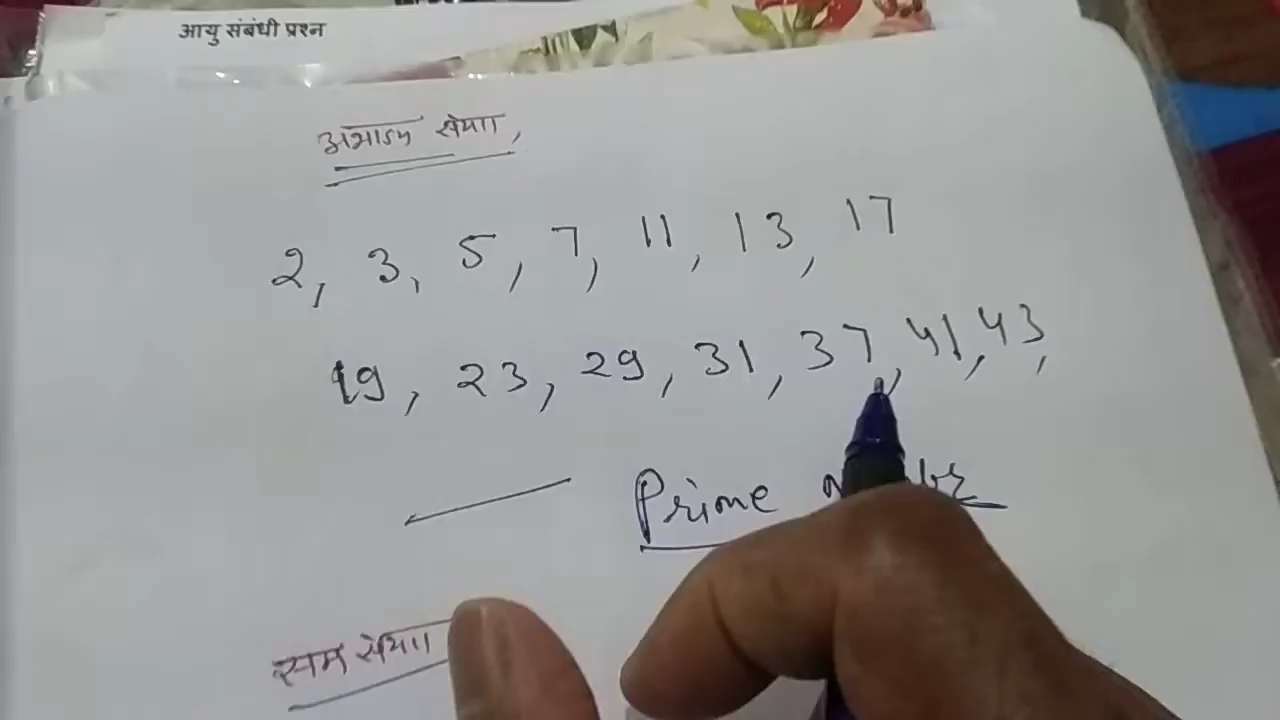 आयु संबंधी प्रश्न
अभाज्य संख्या,
2, 3, 5, 7, 11, 13, 17
19, 23, 29, 31, 37, 41, 43,
Prime
सम संख्या